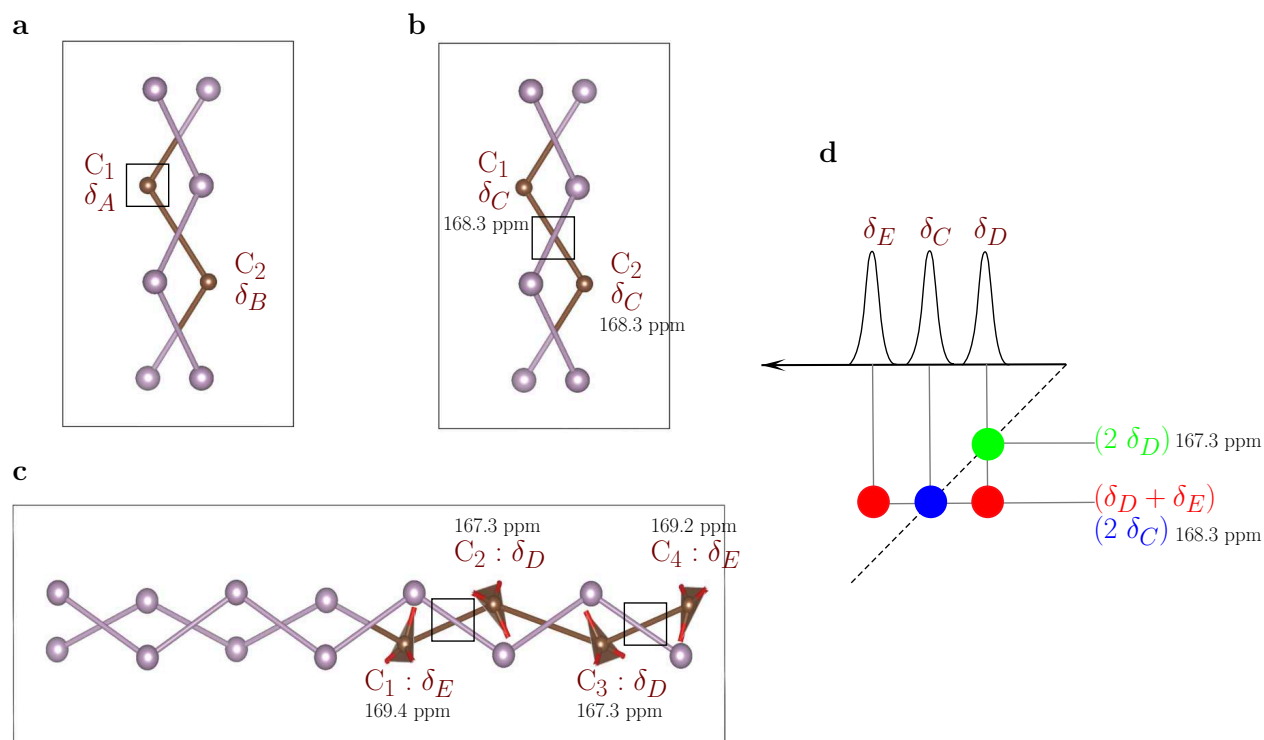 a
C1
δA
C2
δB
b
C1
δC
168.3 ppm
C2
δC
168.3 ppm
c
167.3 ppm
C2 : δD
169.2 ppm
C4 : δE
C1 : δE
169.4 ppm
C3 : δD
167.3 ppm
d
δE δC δD
(2 δD) 167.3 ppm
(δD + δE)
(2 δC) 168.3 ppm